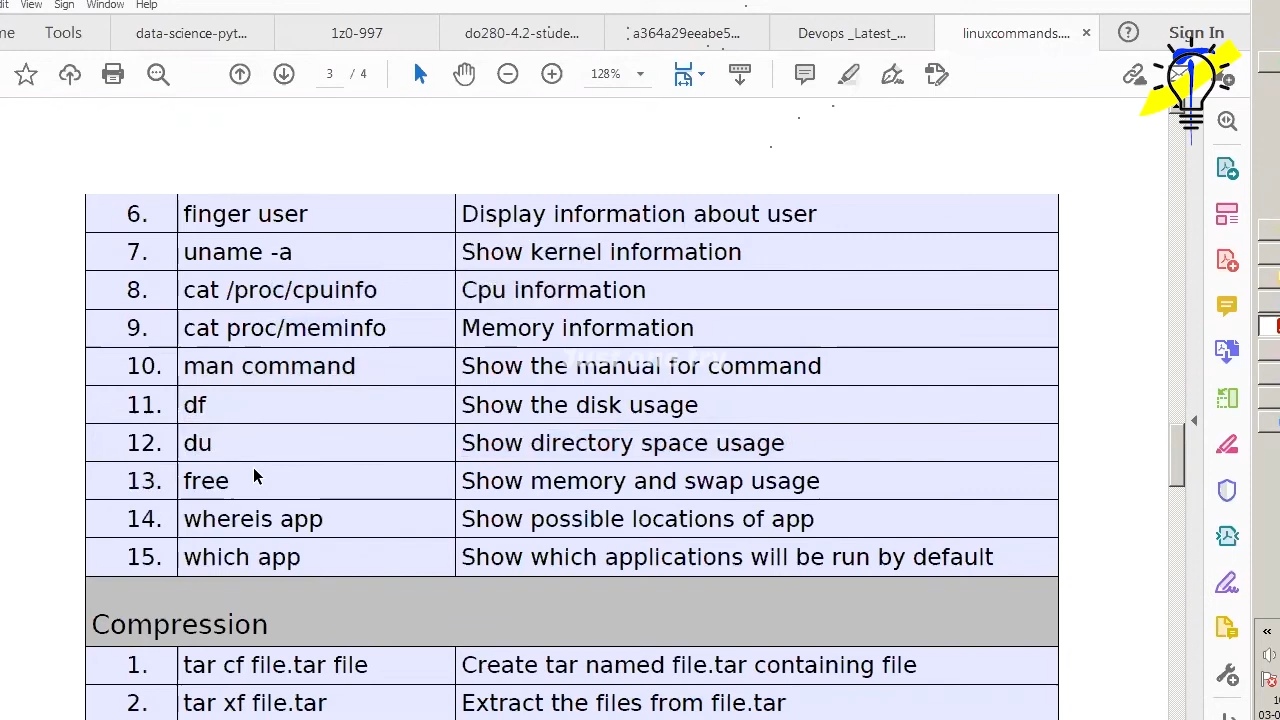 dit View Sign Window Help
me Tools data-science-pyt... 1z0-997 do280-4.2-stude... a364a29eeabe5... Devops _Latest_... linuxcommands.... × Sign In
3 / 4 128%
6. finger user Display information about user
7. uname -a Show kernel information
8. cat /proc/cpuinfo Cpu information
9. cat proc/meminfo Memory information
10. man command Show the manual for command
11. df Show the disk usage
12. du Show directory space usage
13. free Show memory and swap usage
14. whereis app Show possible locations of app
15. which app Show which applications will be run by default
Compression
1. tar cf file.tar file Create tar named file.tar containing file
2. tar xf file.tar Extract the files from file.tar